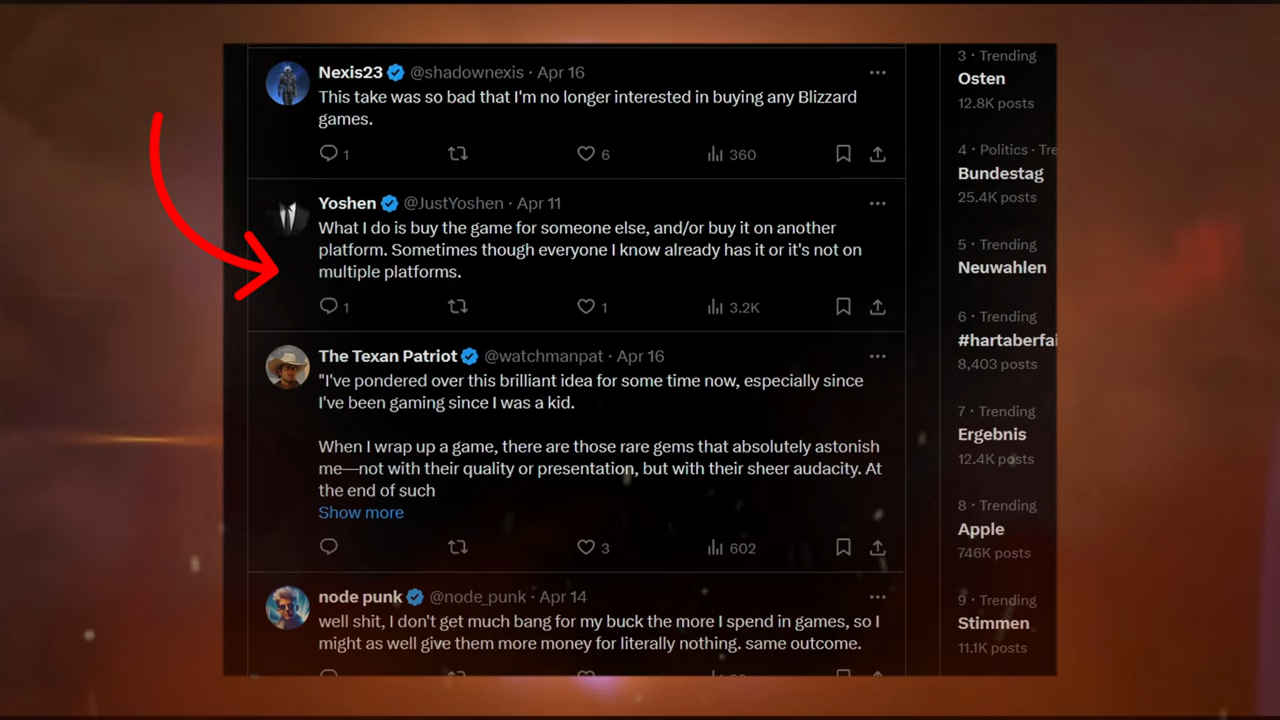 Nexis23 @shadownexis · Apr 16
This take was so bad that I'm no longer interested in buying any Blizzard
games.
1 6 360
Yoshen @JustYoshen · Apr 11
What I do is buy the game for someone else, and/or buy it on another
platform. Sometimes though everyone I know already has it or it's not on
multiple platforms.
1 1 3.2K
The Texan Patriot @watchmanpat · Apr 16
"I've pondered over this brilliant idea for some time now, especially since
I've been gaming since I was a kid.
When I wrap up a game, there are those rare gems that absolutely astonish
me—not with their quality or presentation, but with their sheer audacity. At
the end of such
Show more
3 602
node punk @node_punk · Apr 14
well shit, I don't get much bang for my buck the more I spend in games, so I
might as well give them more money for literally nothing. same outcome.
3 · Trending
Osten
12.8K posts
4 · Politics · Tre
Bundestag
25.4K posts
5 · Trending
Neuwahlen
6 · Trending
#hartaberfai
8,403 posts
7 · Trending
Ergebnis
12.4K posts
8 · Trending
Apple
746K posts
9 · Trending
Stimmen
11.1K posts